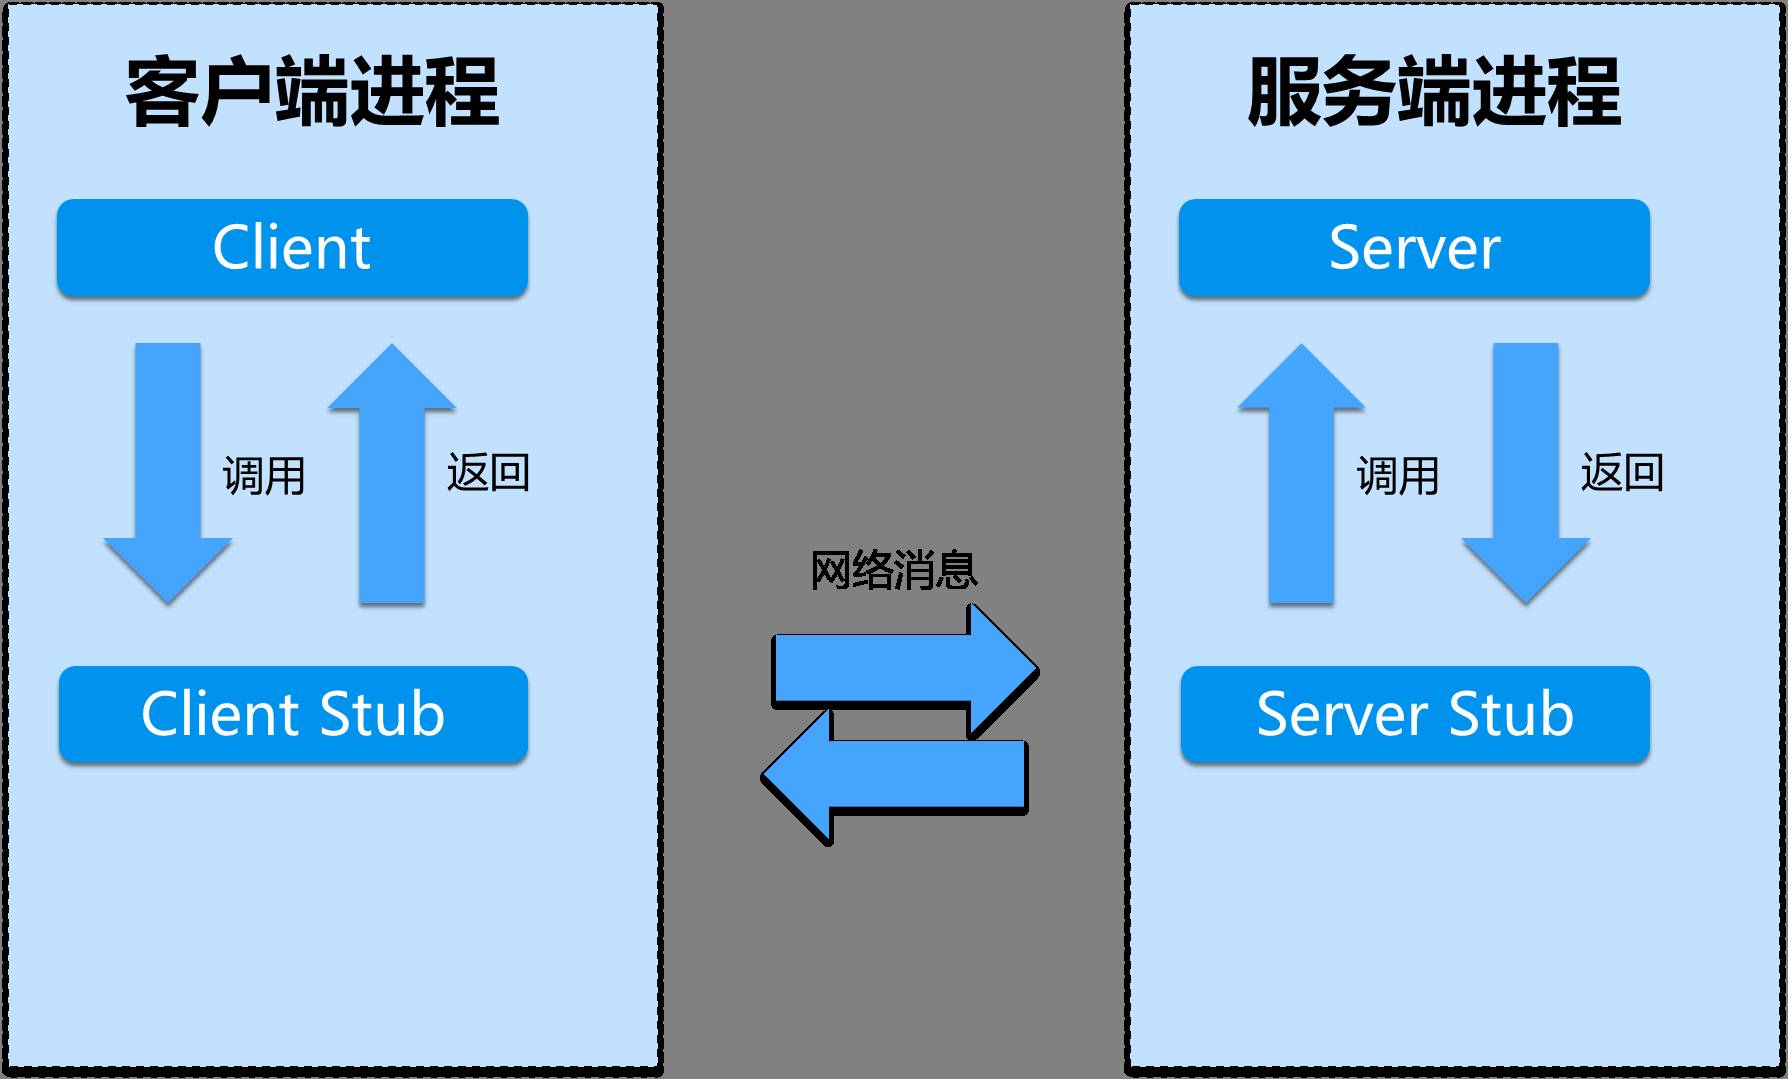 客户端进程
Client
调用
返回
Client Stub
网络消息
服务端进程
Server
调用
返回
Server Stub